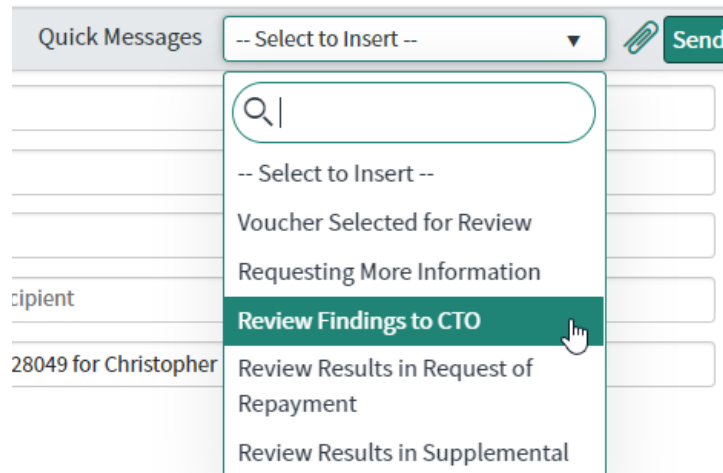 Quick Messages -- Select to Insert -- Send
-- Select to Insert --
Voucher Selected for Review
Requesting More Information
cipient
Review Findings to CTO
28049 for Christopher
Review Results in Request of
Repayment
Review Results in Supplemental